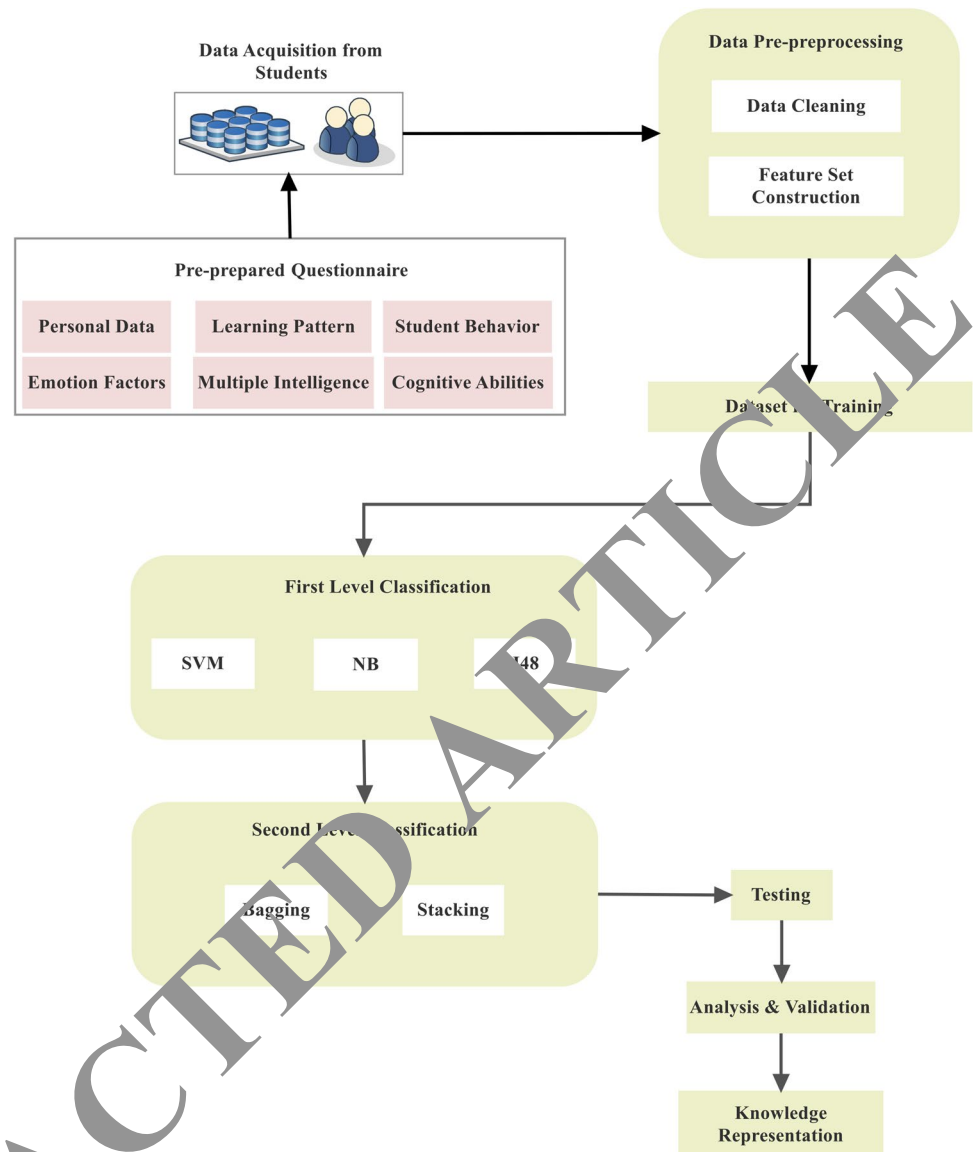 Data Acquisition from
Students
Data Pre-preprocessing
Data Cleaning
Feature Set
Construction
Pre-prepared Questionnaire
Personal Data
Learning Pattern
Student Behavior
Emotion Factors
Multiple Intelligence
Cognitive Abilities
Training
First Level Classification
SVM
NB
Second
Bagging
Stacking
Testing
Analysis & Validation
Knowledge
Representation
ACTED ARTICLE